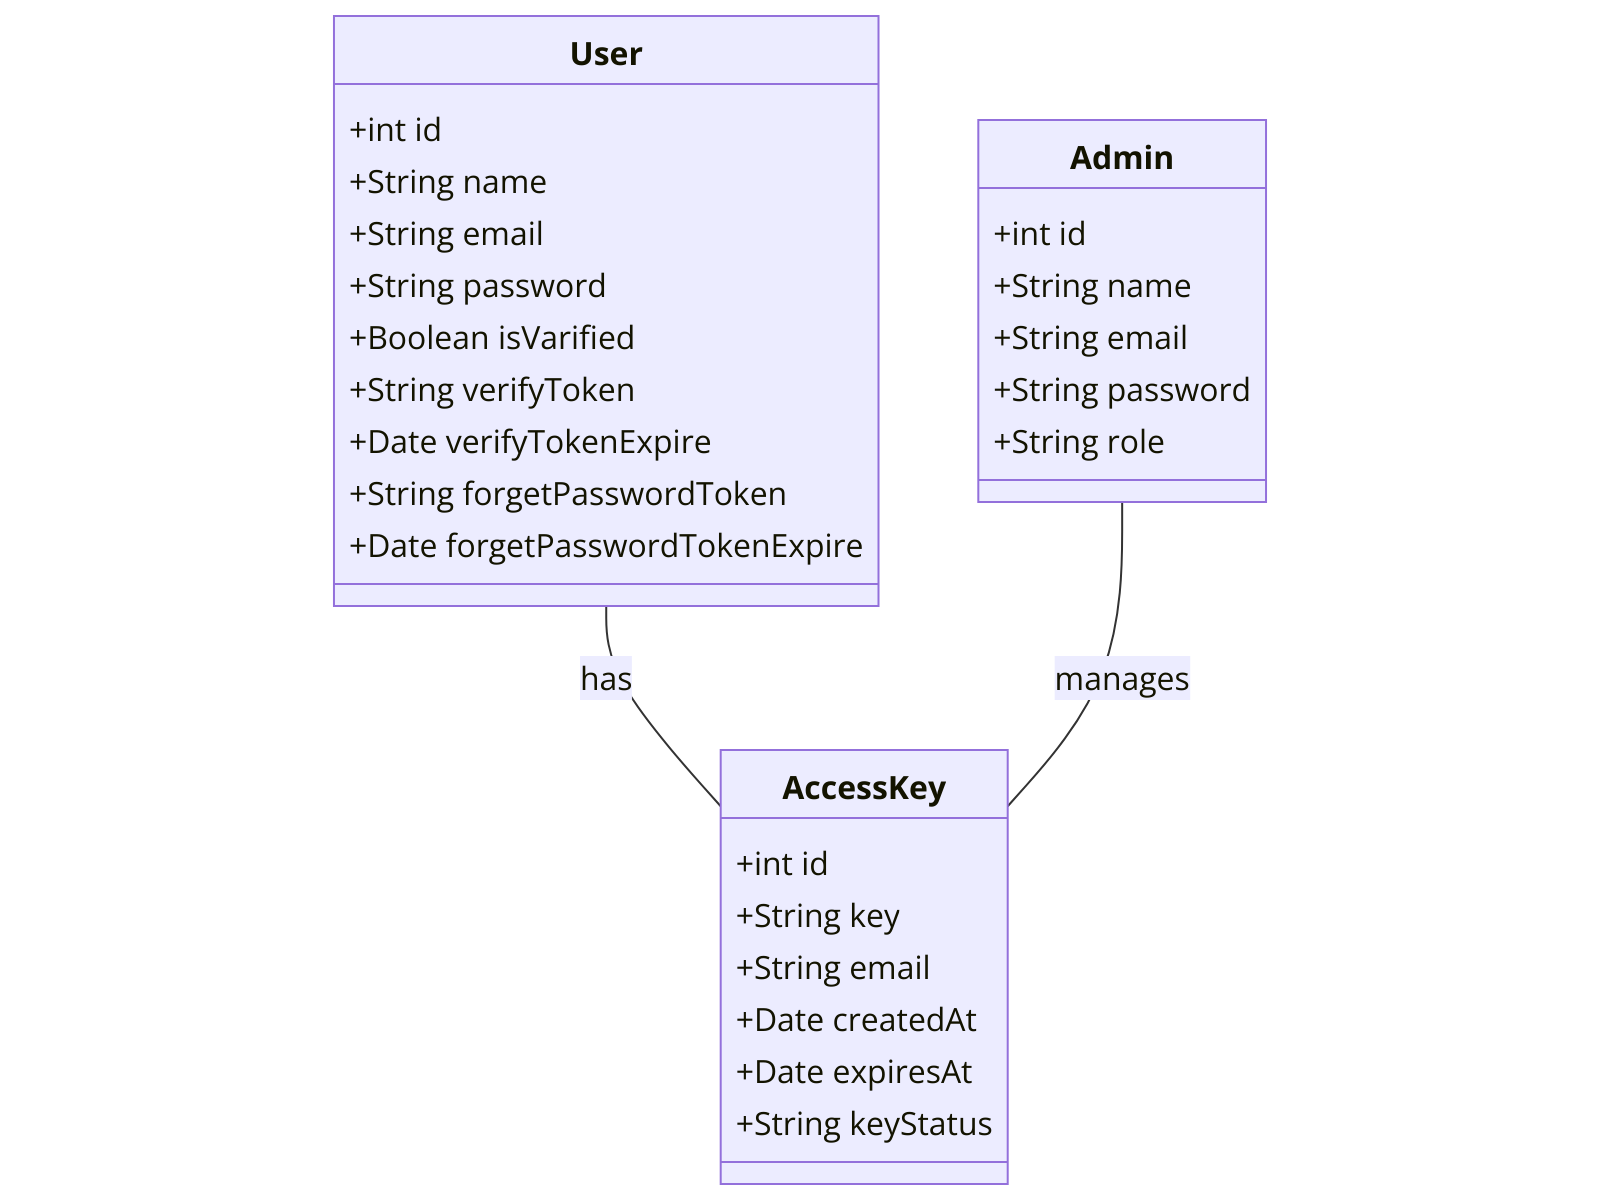 User
+int id
+String name
+String email
+String password
+Boolean isVarified
+String verifyToken
+Date verifyTokenExpire
+String forgetPasswordToken
+Date forgetPasswordTokenExpire
Admin
+int id
+String name
+String email
+String password
+String role
has
manages
AccessKey
+int id
+String key
+String email
+Date createdAt
+Date expiresAt
+String keyStatus